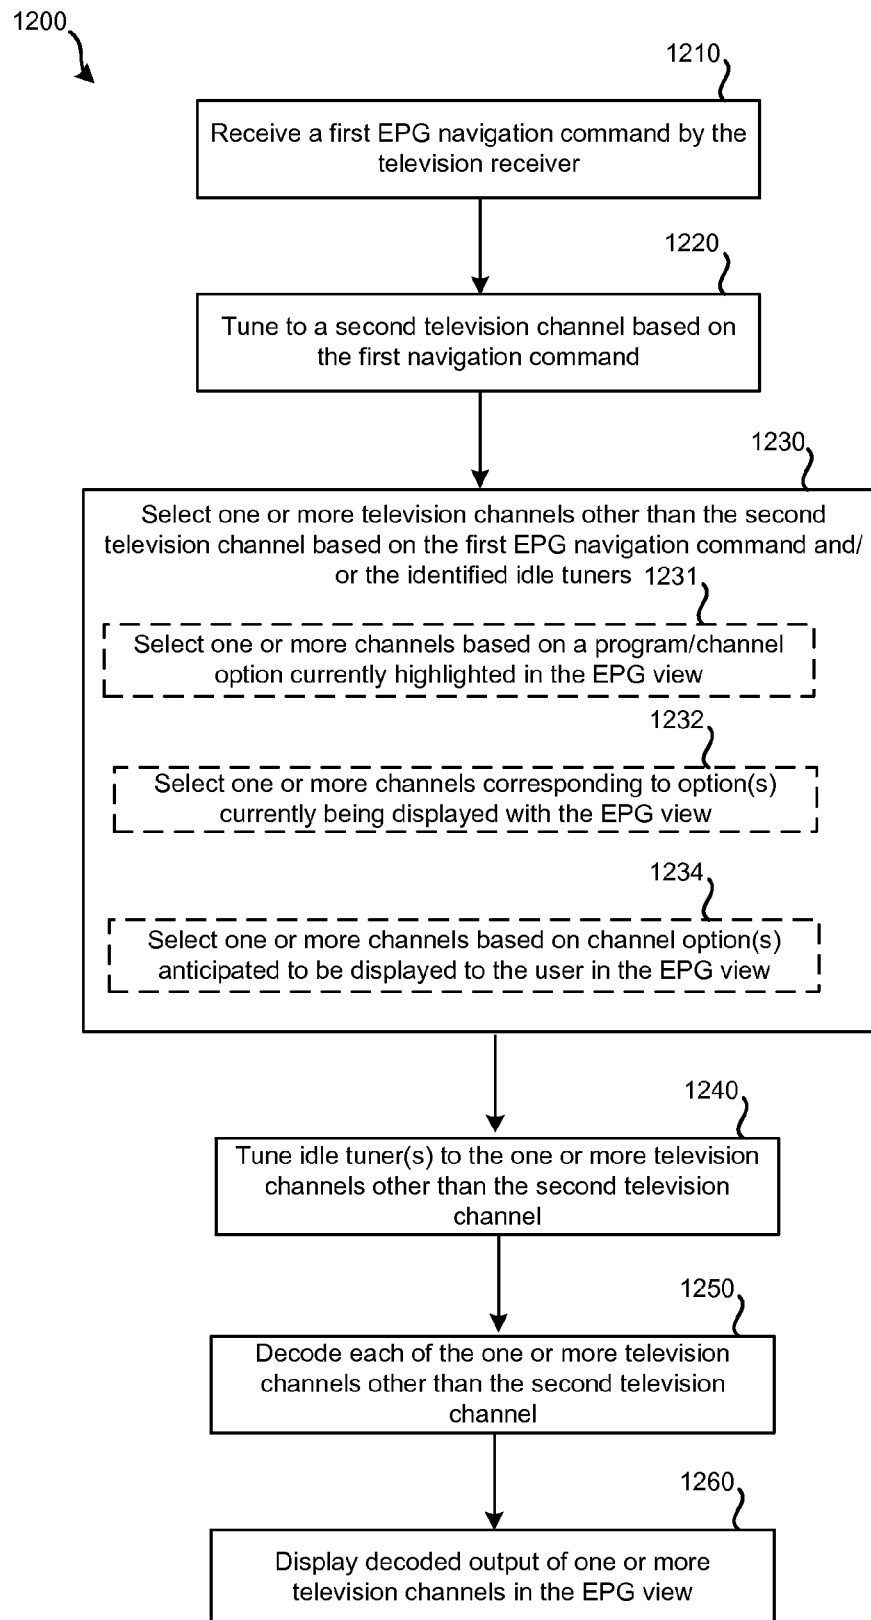 1200
1210
Receive a first EPG navigation command by the
television receiver
1220
Tune to a second television channel based on
the first navigation command
1230
Select one or more television channels other than the second
television channel based on the first EPG navigation command and/
or the identified idle tuners
1231
Select one or more channels based on a program/channel
option currently highlighted in the EPG view
1232
Select one or more channels corresponding to option(s)
currently being displayed with the EPG view
1234
Select one or more channels based on channel option(s)
anticipated to be displayed to the user in the EPG view
1240
Tune idle tuner(s) to the one or more television
channels other than the second television
channel
1250
Decode each of the one or more television
channels other than the second television
channel
1260
Display decoded output of one or more
television channels in the EPG view